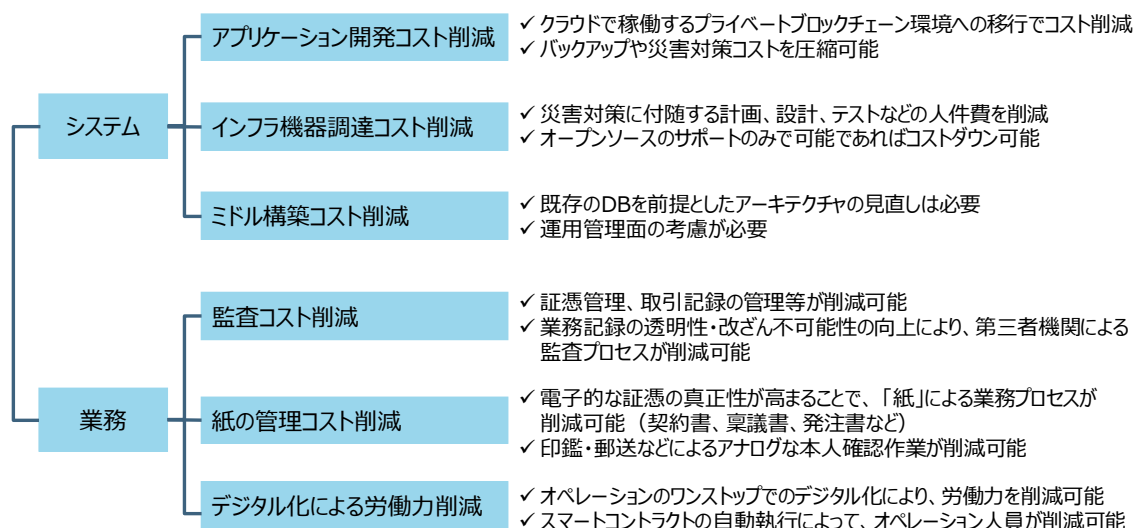 アプリケーション開発コスト削減
✓ クラウドで稼働するプライベートブロックチェーン環境への移行でコスト削減
✓ バックアップや災害対策コストを圧縮可能
システム
インフラ機器調達コスト削減
✓ 災害対策に付随する計画、設計、テストなどの人件費を削減
✓ オープンソースのサポートのみで可能であればコストダウン可能
ミドル構築コスト削減
✓ 既存のDBを前提としたアーキテクチャの見直しは必要
✓ 運用管理面の考慮が必要
監査コスト削減
✓ 証憑管理、取引記録の管理等が削減可能
✓ 業務記録の透明性・改ざん不可能性の向上により、第三者機関による
監査プロセスが削減可能
業務
紙の管理コスト削減
✓ 電子的な証憑の真正性が高まることで、「紙」による業務プロセスが
削減可能（契約書、稟議書、発注書など）
✓ 印鑑・郵送などによるアナログな本人確認作業が削減可能
デジタル化による労働力削減
✓ オペレーションのワンストップでのデジタル化により、労働力を削減可能
✓ スマートコントラクトの自動執行によって、オペレーション人員が削減可能